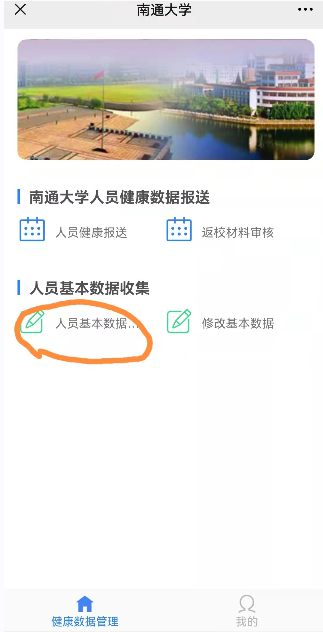 南通大学
南通大学人员健康数据报送
人员健康报送
返校材料审核
人员基本数据收集
人员基本数据...
修改基本数据
健康数据管理
我的